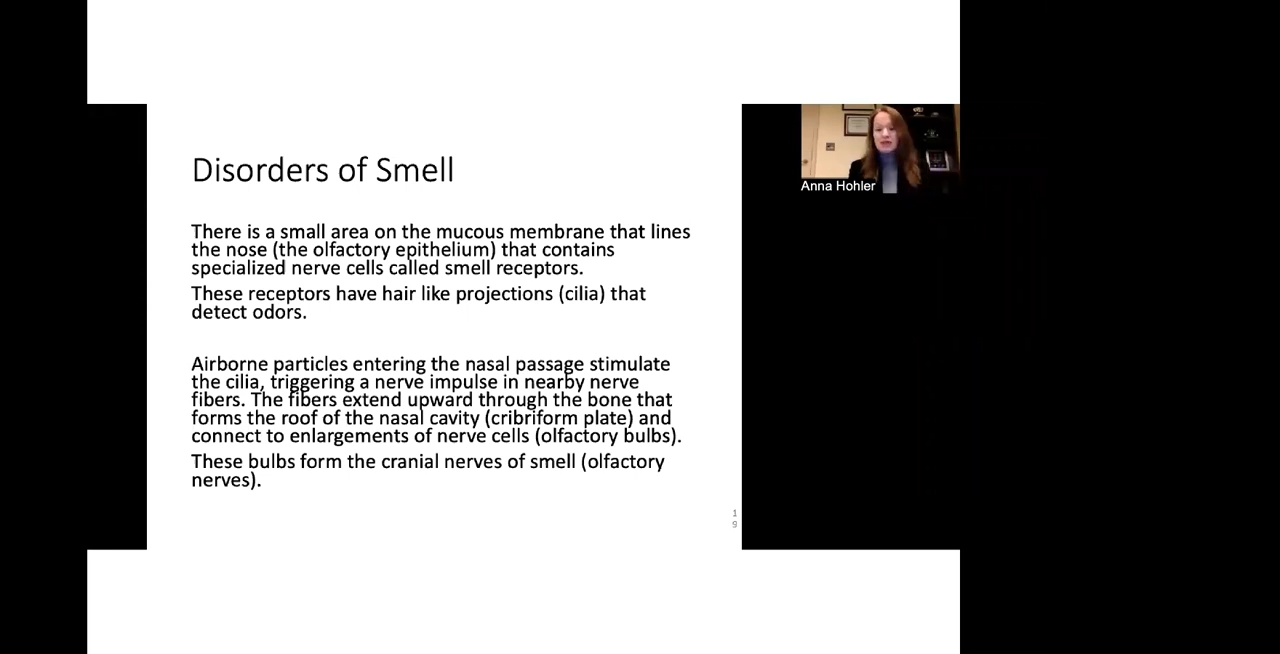 Disorders of Smell
There is a small area on the mucous membrane that lines
the nose (the olfactory epithelium) that contains
specialized nerve cells called smell receptors.
These receptors have hair like projections (cilia) that
detect odors.
Airborne particles entering the nasal passage stimulate
the cilia, triggering a nerve impulse in nearby nerve
fibers. The fibers extend upward through the bone that
forms the roof of the nasal cavity (cribriform plate) and
connect to enlargements of nerve cells (olfactory bulbs).
These bulbs form the cranial nerves of smell (olfactory
nerves).
1
9
Anna Hohler